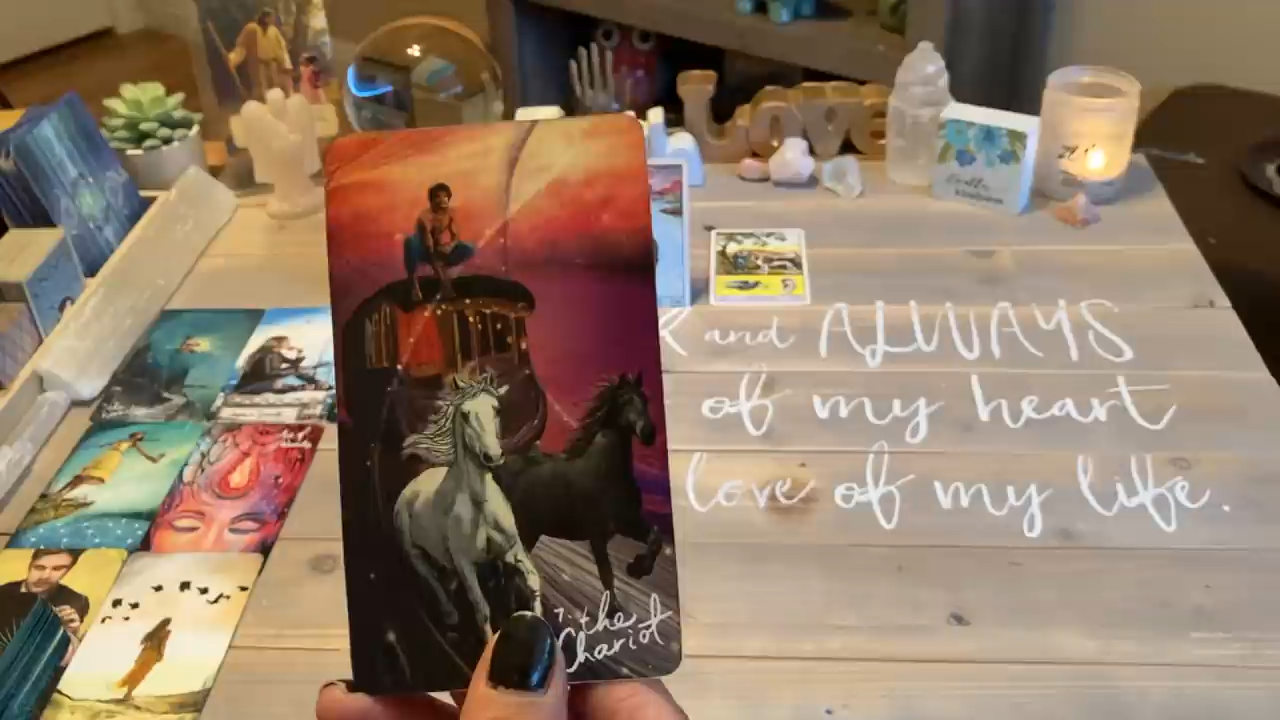 LOVE
R and ALWAYS
of my heart
love of my life.
7. the
Chariot